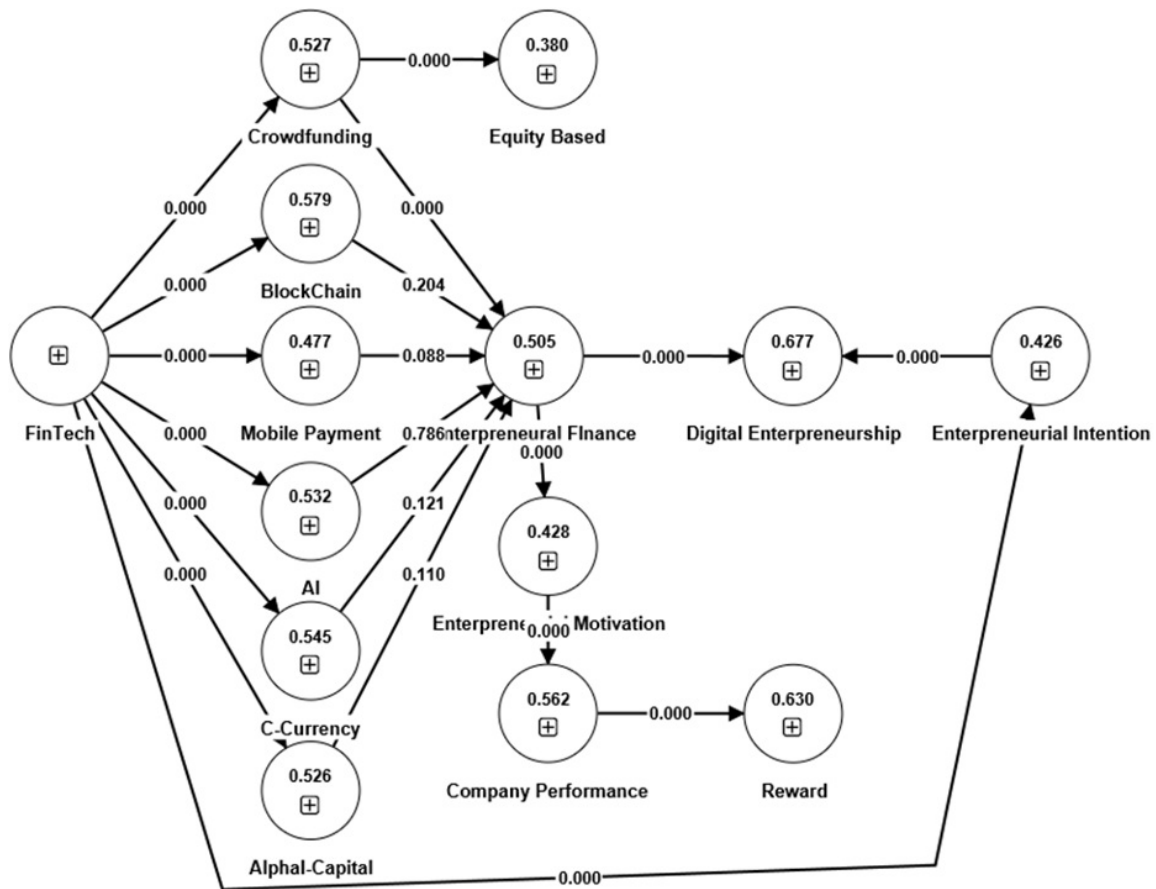 0.527
0.000
0.380
Crowdfunding
Equity Based
0.000
0.579
0.000
0.000
BlockChain
0.204
0.000
0.477
0.088
0.505
0.000
0.677
0.000
0.426
FinTech
Mobile Payment
0.786
nterpreneural FInance
Digital Enterpreneurship
Enterpreneurial Intention
0.000
0.000
0.532
0.000
0.121
0.428
AI
0.000
0.110
0.545
Motivation
0.000
C-Currency
0.562
0.000
0.630
0.526
Company Performance
Reward
Alphal-Capital
0.000